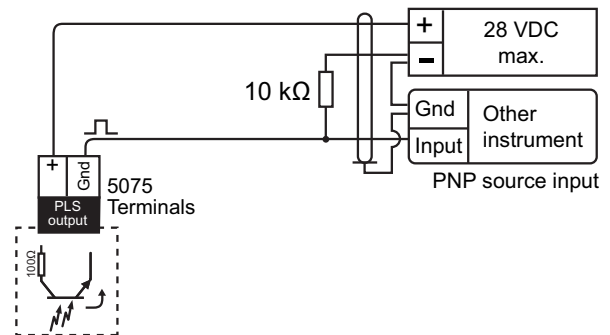 +
28 VDC
max.
−
10 kΩ
Gnd
Other
instrument
Input
PNP source input
+
Gnd
5075
Terminals
PLS
output
100Ω